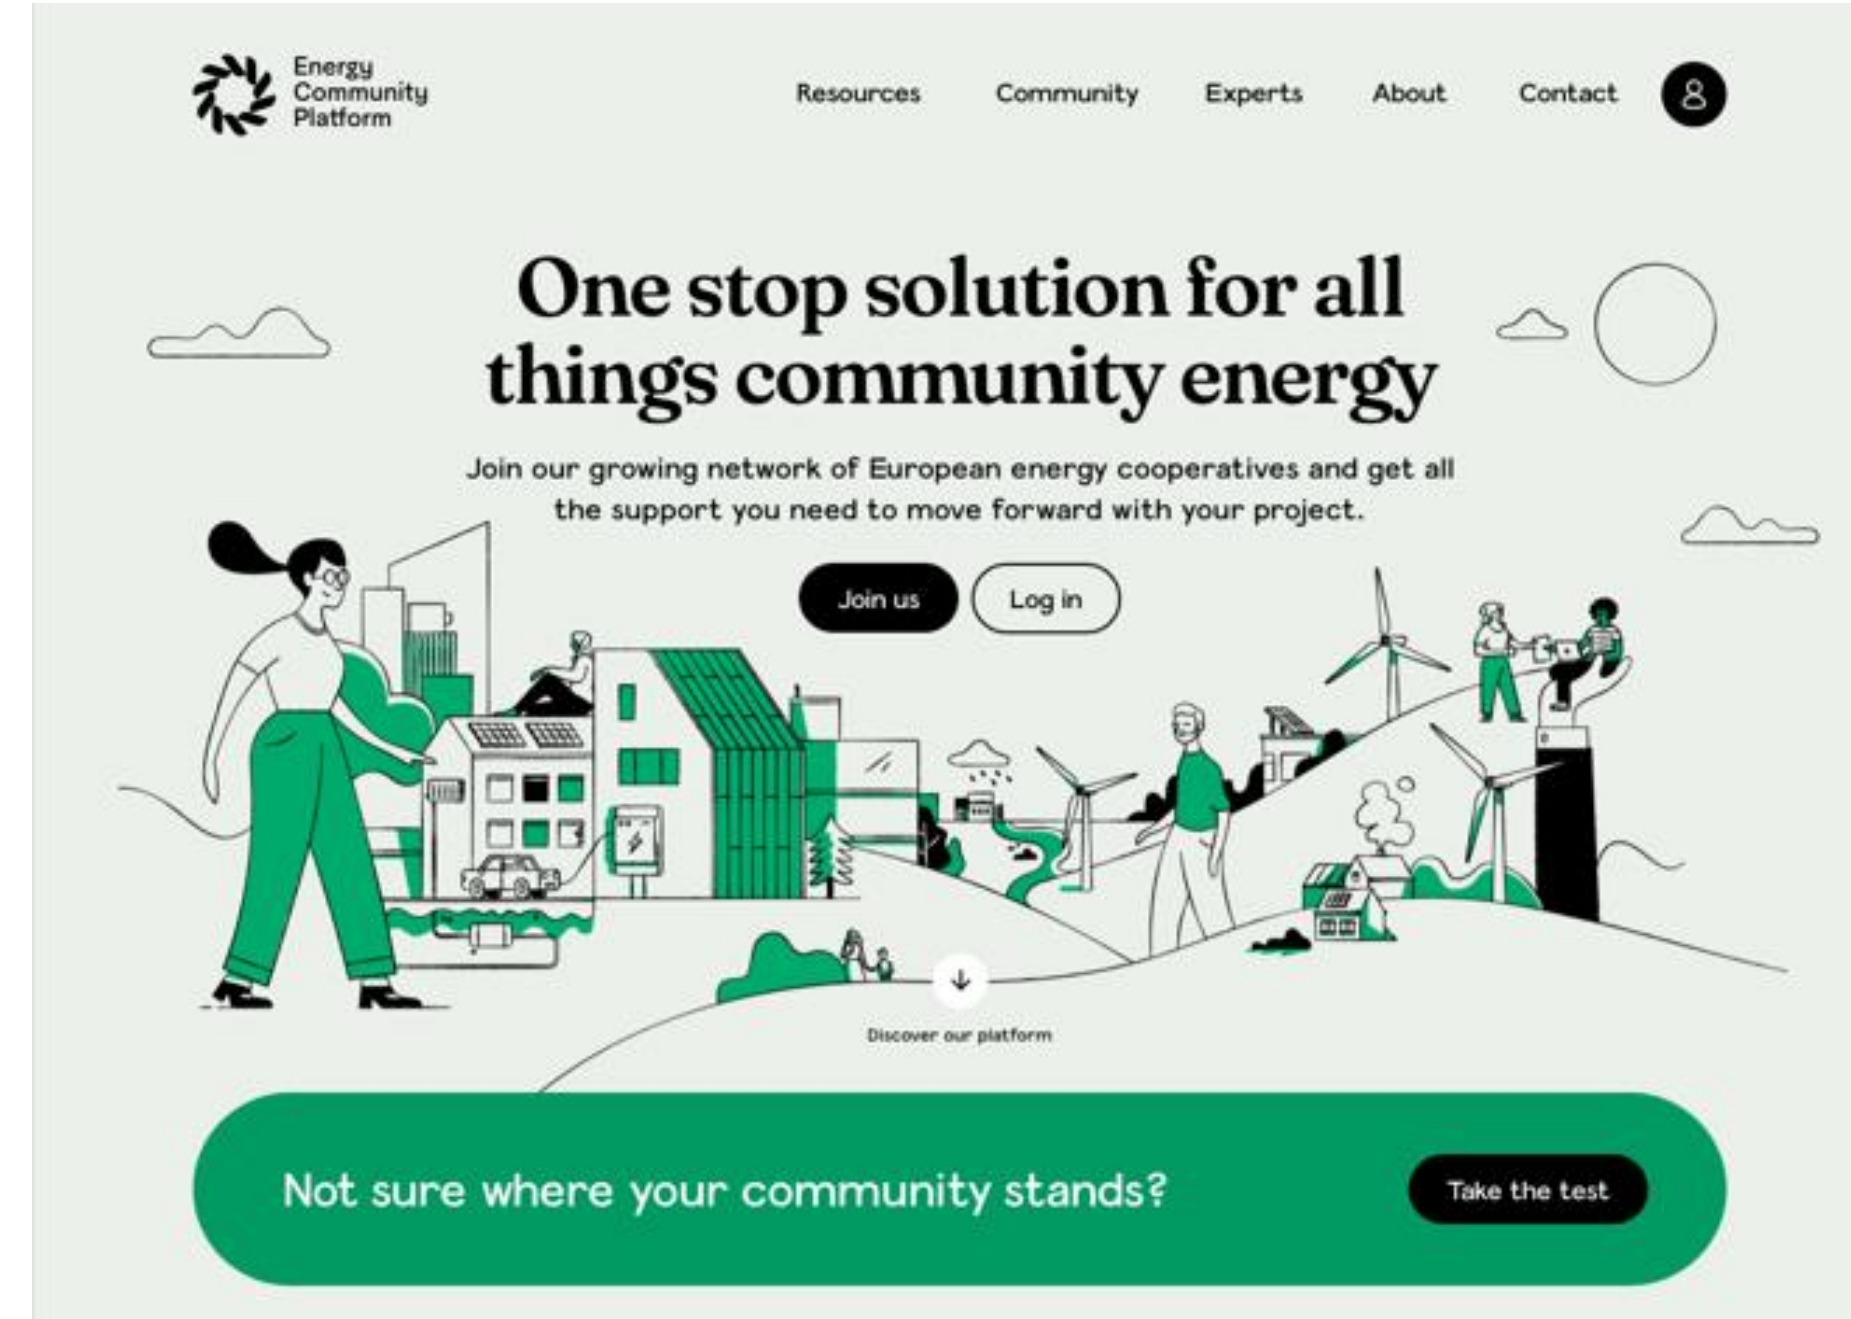 Energy
Community
Platform
Resources Community Experts About Contact
One stop solution for all
things community energy
Join our growing network of European energy cooperatives and get all
the support you need to move forward with your project.
Join us Log in
Discover our platform
Not sure where your community stands? Take the test